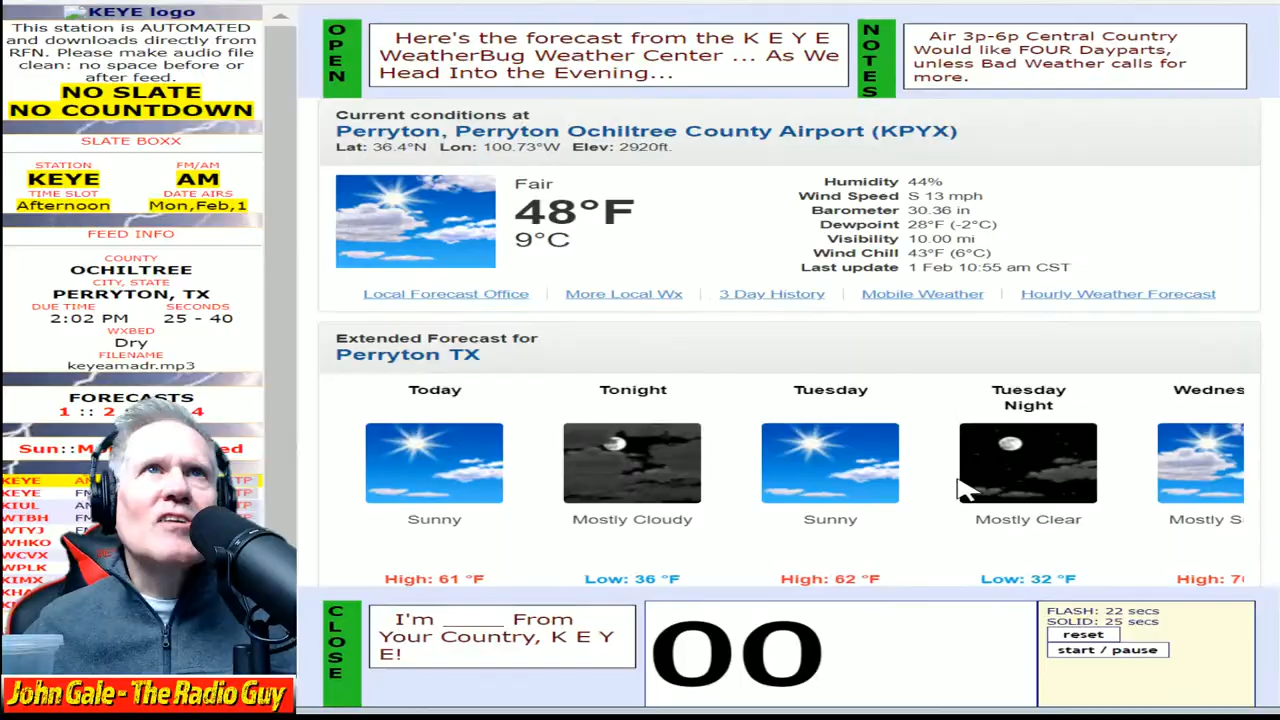 KEYE logo
This station is AUTOMATED
and downloads directly from
RFN. Please make audio file
clean: no space before or
after feed.
NO SLATE
NO COUNTDOWN
SLATE BOXX
STATION FM/AM
KEYE AM
TIME SLOT DATE AIRS
Afternoon Mon,Feb,1
FEED INFO
COUNTY
OCHILTREE
CITY, STATE
PERRYTON, TX
DUE TIME SECONDS
2:02 PM 25 - 40
WXBED
Dry
FILENAME
keyeamadr.mp3
FORECASTS
1 :: 2 4
Sun::M ed
KEYE
KEYE
KIUL
WTBH
WTYJ
WHKO
WCVX
WPLK
KIMX
John Gale - The Radio Guy
OPEN
Here's the forecast from the K E Y E
WeatherBug Weather Center ... As We
Head Into the Evening...
NOTES
Air 3p-6p Central Country
Would like FOUR Dayparts,
unless Bad Weather calls for
more.
Current conditions at
Perryton, Perryton Ochiltree County Airport (KPYX)
Lat: 36.4°N Lon: 100.73°W Elev: 2920ft.
Fair
48°F
9°C
Humidity 44%
Wind Speed S 13 mph
Barometer 30.36 in
Dewpoint 28°F (-2°C)
Visibility 10.00 mi
Wind Chill 43°F (6°C)
Last update 1 Feb 10:55 am CST
Local Forecast Office More Local Wx 3 Day History Mobile Weather Hourly Weather Forecast
Extended Forecast for
Perryton TX
Today Tonight Tuesday Tuesday Night Wednes
Sunny Mostly Cloudy Sunny Mostly Clear Mostly S
High: 61 °F Low: 36 °F High: 62 °F Low: 32 °F High: 7
CLOSE
I'm _____ From
Your Country, K E Y
E!
00
FLASH: 22 secs
SOLID: 25 secs
reset
start / pause